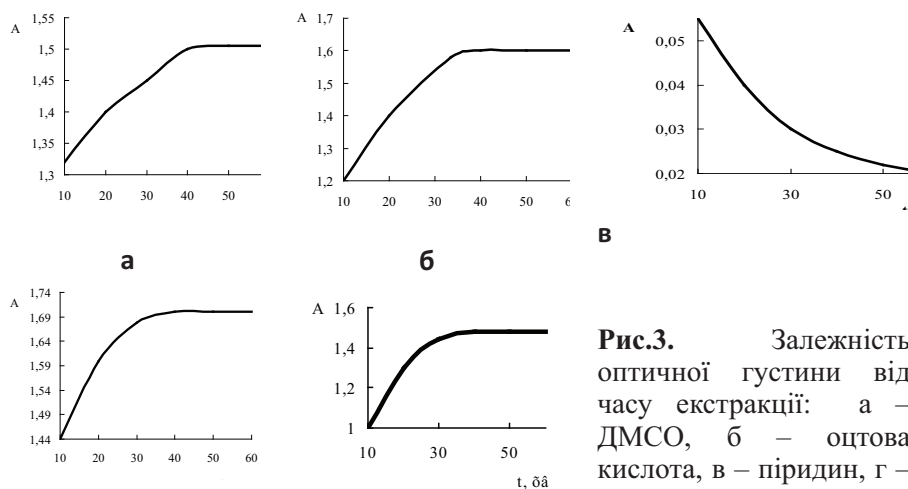 А
1,55
1,5
1,45
1,4
1,35
1,3
10 20 30 40 50
А
1,7
1,6
1,5
1,4
1,3
1,2
10 20 30 40 50
А
0,05
0,04
0,03
0,02
10 30 50
а
б
в
А
1,74
1,69
1,64
1,59
1,54
1,49
1,44
10 20 30 40 50 60
А
1,6
1,4
1,2
1
10 30 50
t, õâ
Рис.3. Залежність
оптичної густини від
часу екстракції: а –
ДМСО, б – оцтова
кислота, в – піридин, г –